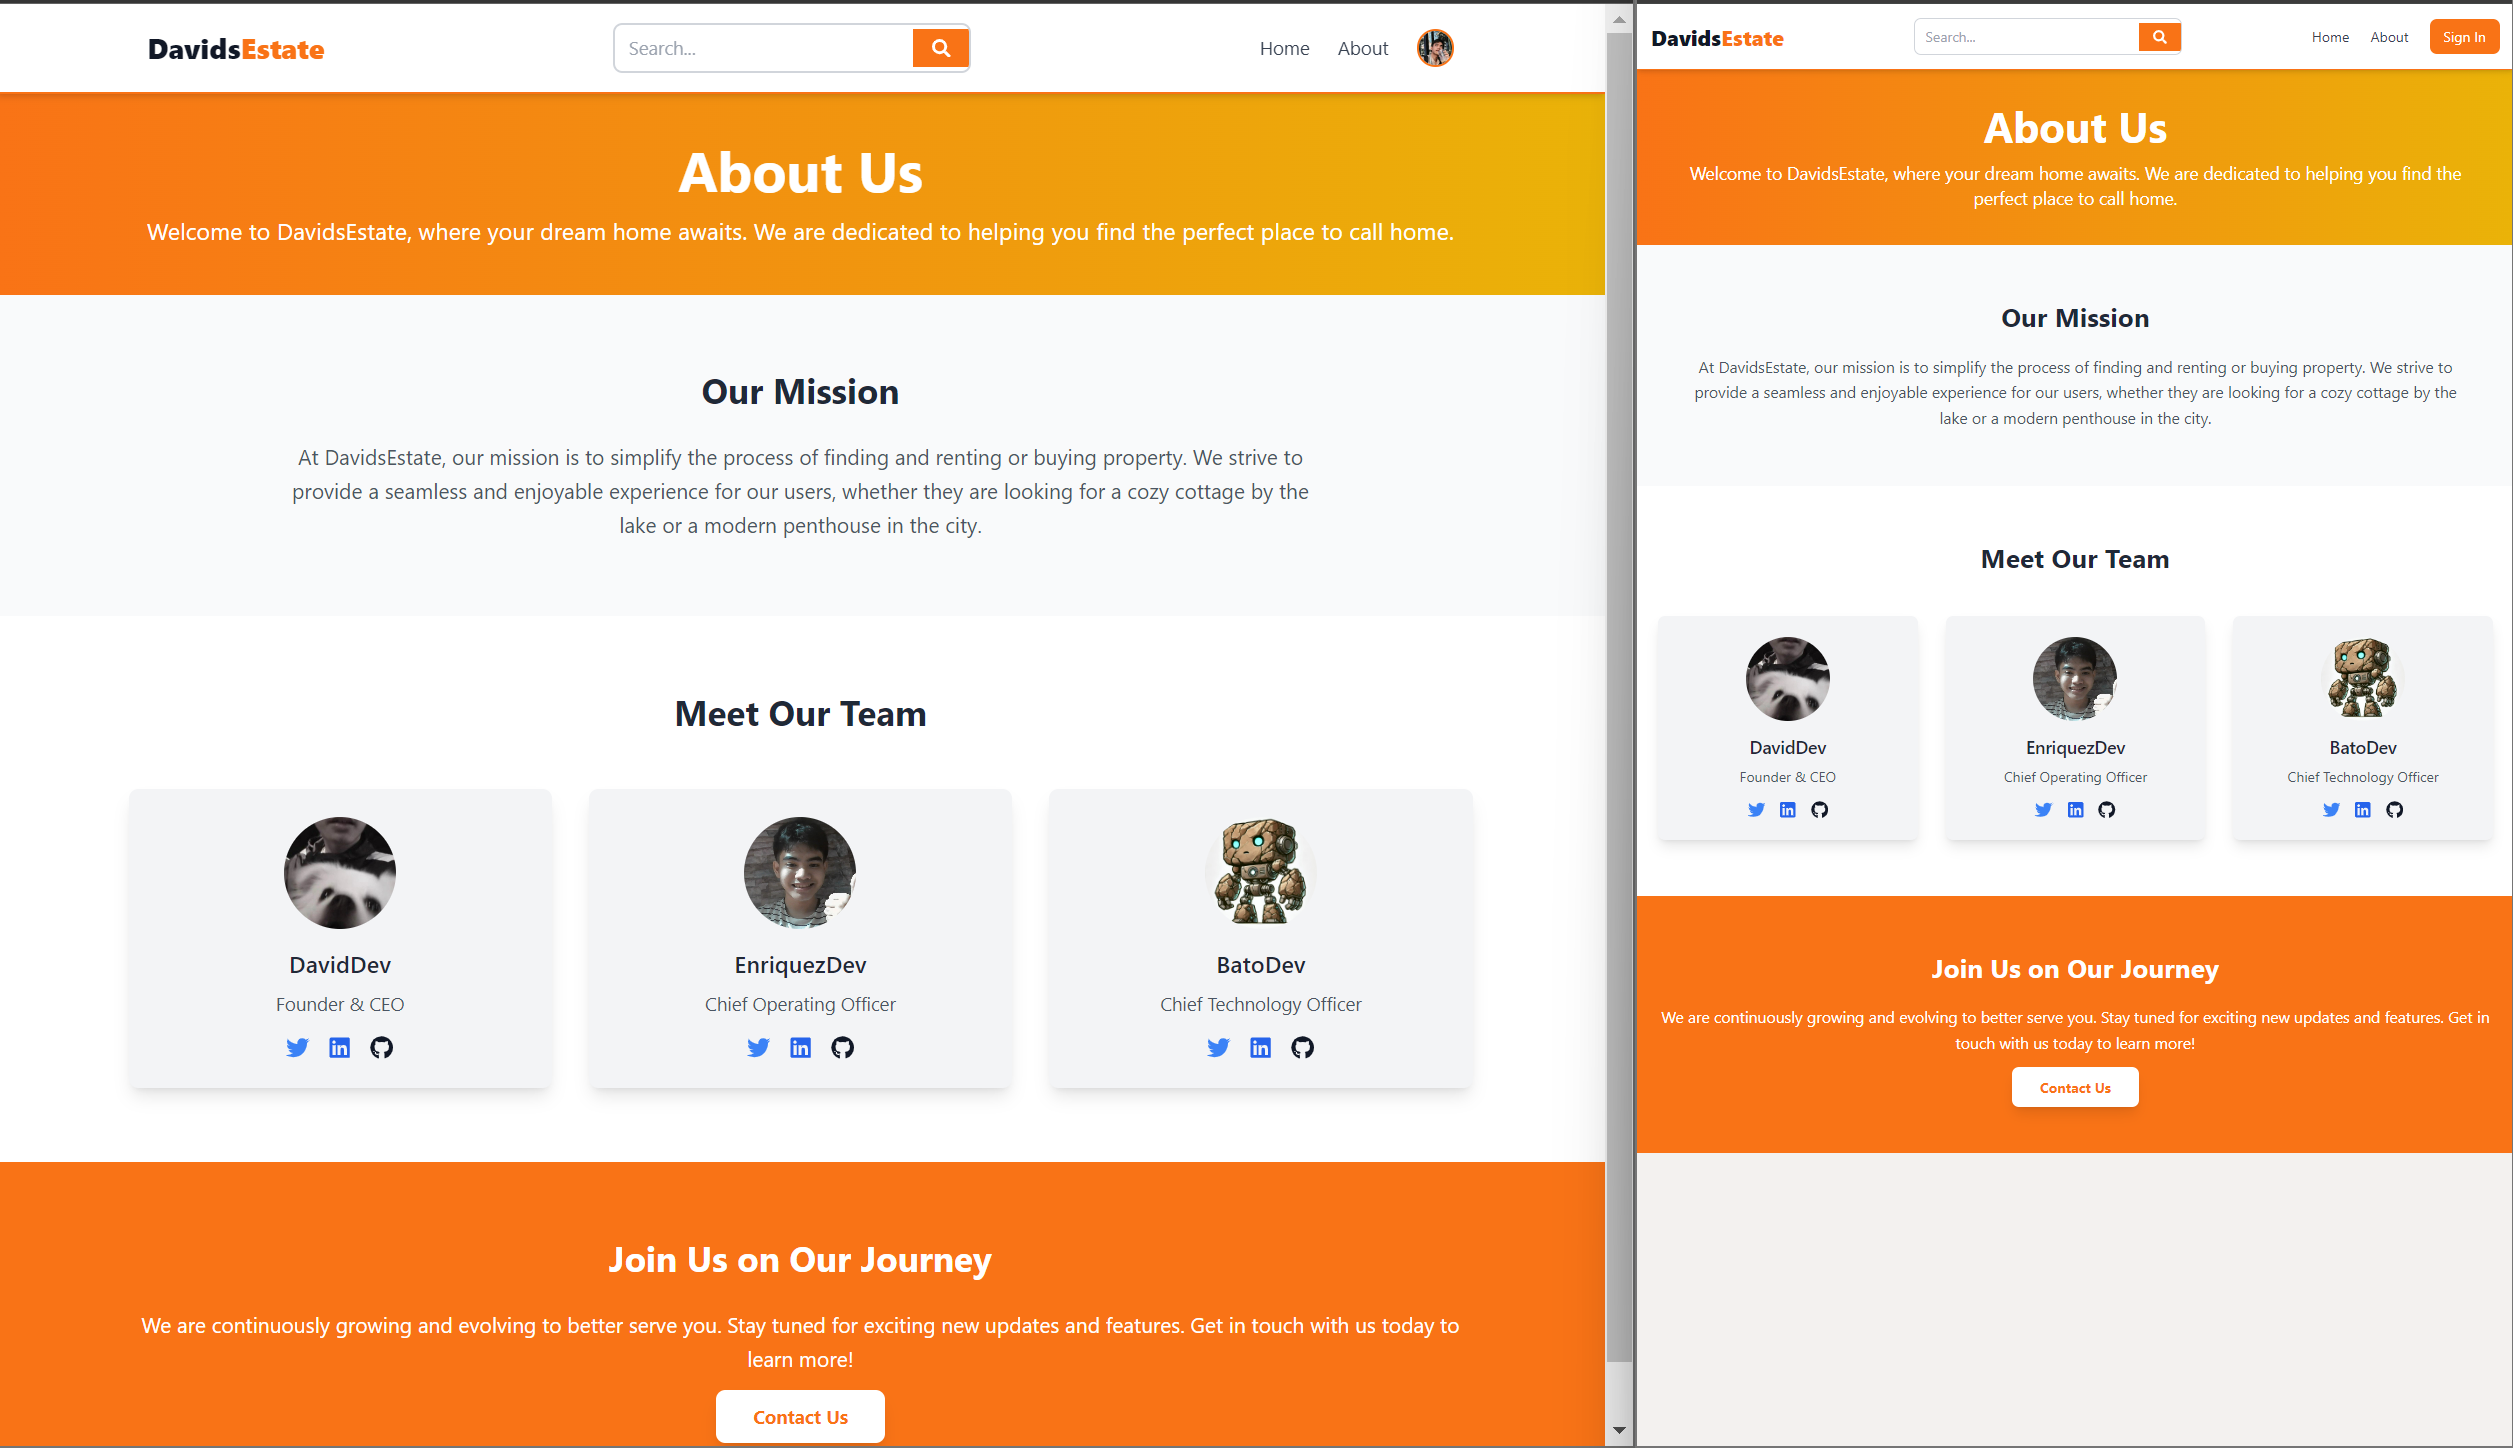 DavidsEstate
Search...
Home
About
About Us
Welcome to DavidsEstate, where your dream home awaits. We are dedicated to helping you find the perfect place to call home.
Our Mission
At DavidsEstate, our mission is to simplify the process of finding and renting or buying property. We strive to
provide a seamless and enjoyable experience for our users, whether they are looking for a cozy cottage by the
lake or a modern penthouse in the city.
Meet Our Team
DavidDev
Founder & CEO
EnriquezDev
Chief Operating Officer
BatoDev
Chief Technology Officer
Join Us on Our Journey
We are continuously growing and evolving to better serve you. Stay tuned for exciting new updates and features. Get in touch with us today to
learn more!
Contact Us
DavidsEstate
Search...
Home
About
Sign In
About Us
Welcome to DavidsEstate, where your dream home awaits. We are dedicated to helping you find the
perfect place to call home.
Our Mission
At DavidsEstate, our mission is to simplify the process of finding and renting or buying property. We strive to
provide a seamless and enjoyable experience for our users, whether they are looking for a cozy cottage by the
lake or a modern penthouse in the city.
Meet Our Team
DavidDev
Founder & CEO
EnriquezDev
Chief Operating Officer
BatoDev
Chief Technology Officer
Join Us on Our Journey
We are continuously growing and evolving to better serve you. Stay tuned for exciting new updates and features. Get in
touch with us today to learn more!
Contact Us